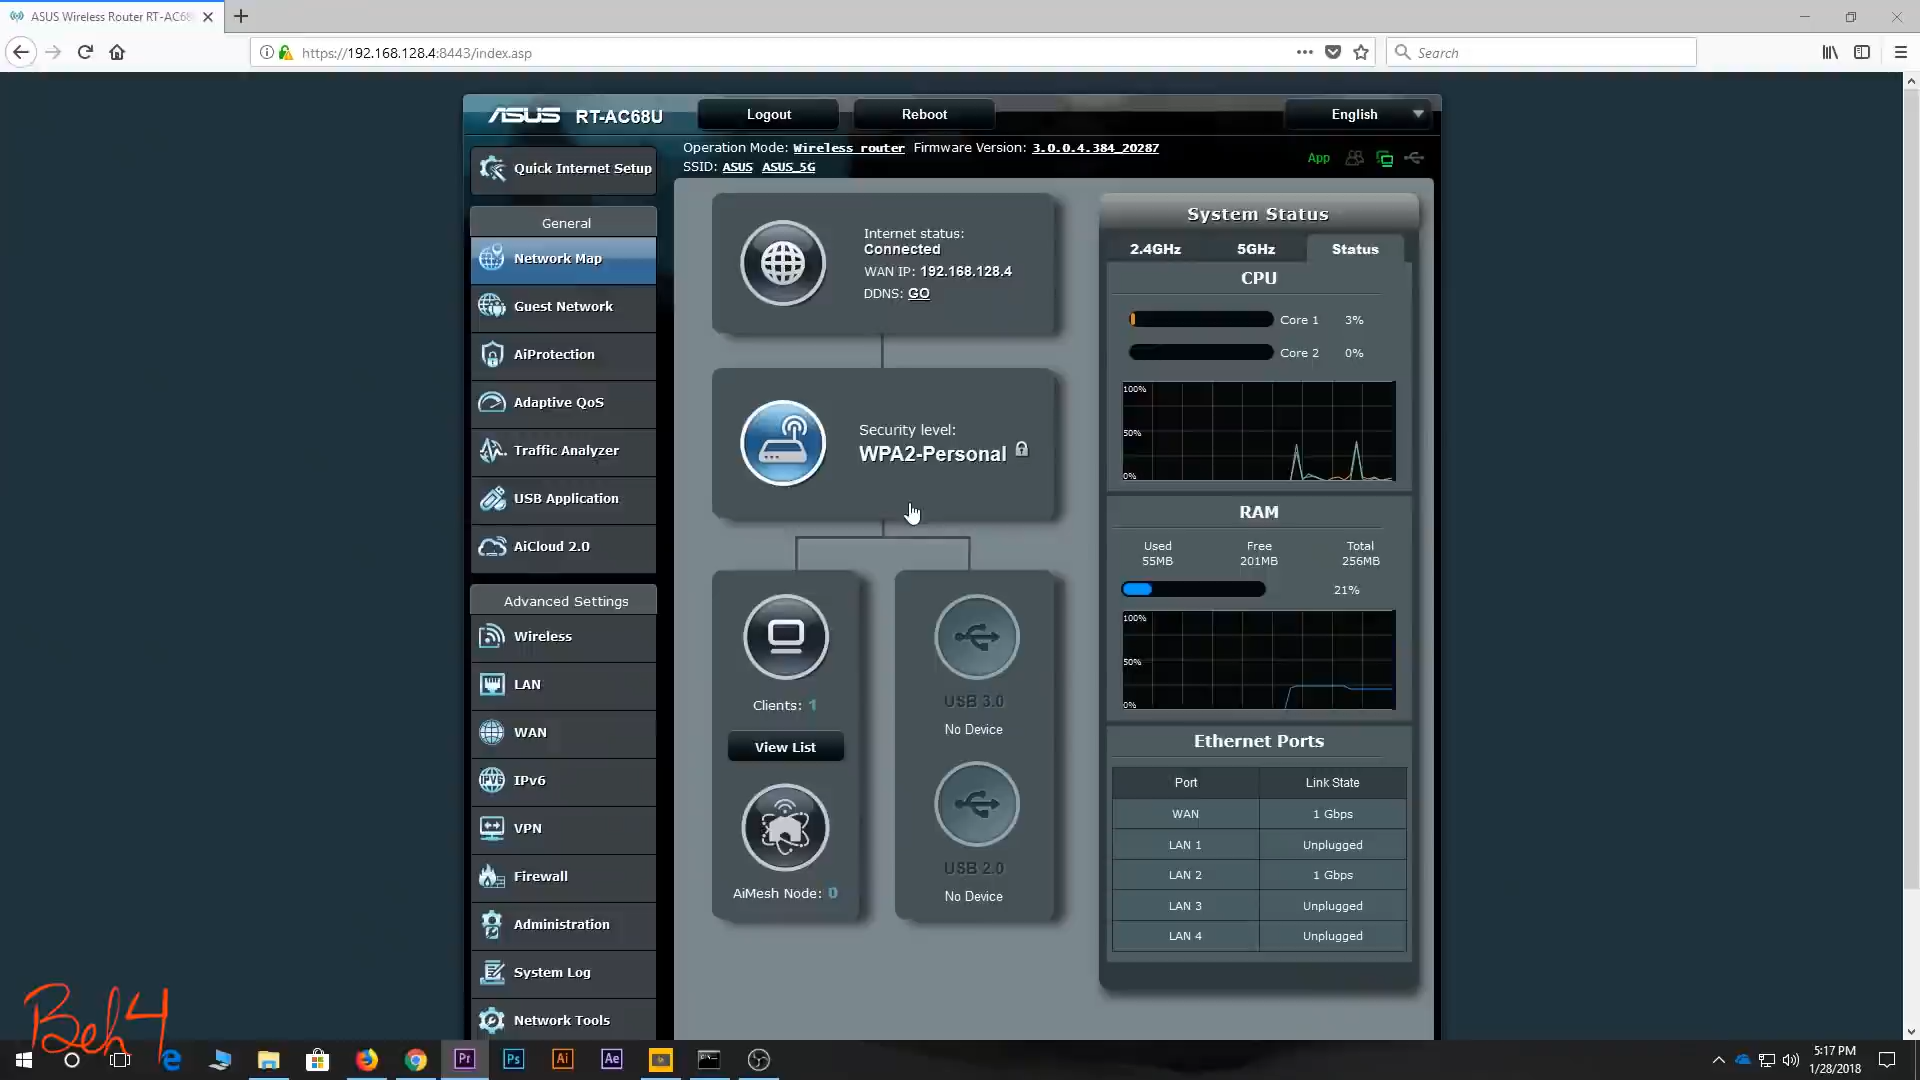 ASUS Wireless Router RT-AC68
https://192.168.128.4:8443/index.asp
Search
ASUS RT-AC68U
Logout
Reboot
English
Operation Mode: Wireless router Firmware Version: 3.0.0.4.384_20287
SSID: ASUS ASUS_5G
App
Quick Internet Setup
General
Network Map
Guest Network
AiProtection
Adaptive QoS
Traffic Analyzer
USB Application
AiCloud 2.0
Advanced Settings
Wireless
LAN
WAN
IPv6
VPN
Firewall
Administration
System Log
Network Tools
Internet status:
Connected
WAN IP: 192.168.128.4
DDNS: GO
Security level:
WPA2-Personal
Clients: 1
View List
AiMesh Node: 0
USB 3.0
No Device
USB 2.0
No Device
System Status
2.4GHz 5GHz Status
CPU
Core 1 3%
Core 2 0%
100%
50%
0%
RAM
Used Free Total
55MB 201MB 256MB
21%
100%
50%
0%
Ethernet Ports
Port Link State
WAN 1 Gbps
LAN 1 Unplugged
LAN 2 1 Gbps
LAN 3 Unplugged
LAN 4 Unplugged
Beh4
Pr Ps Ai Ae
5:17 PM
1/28/2018